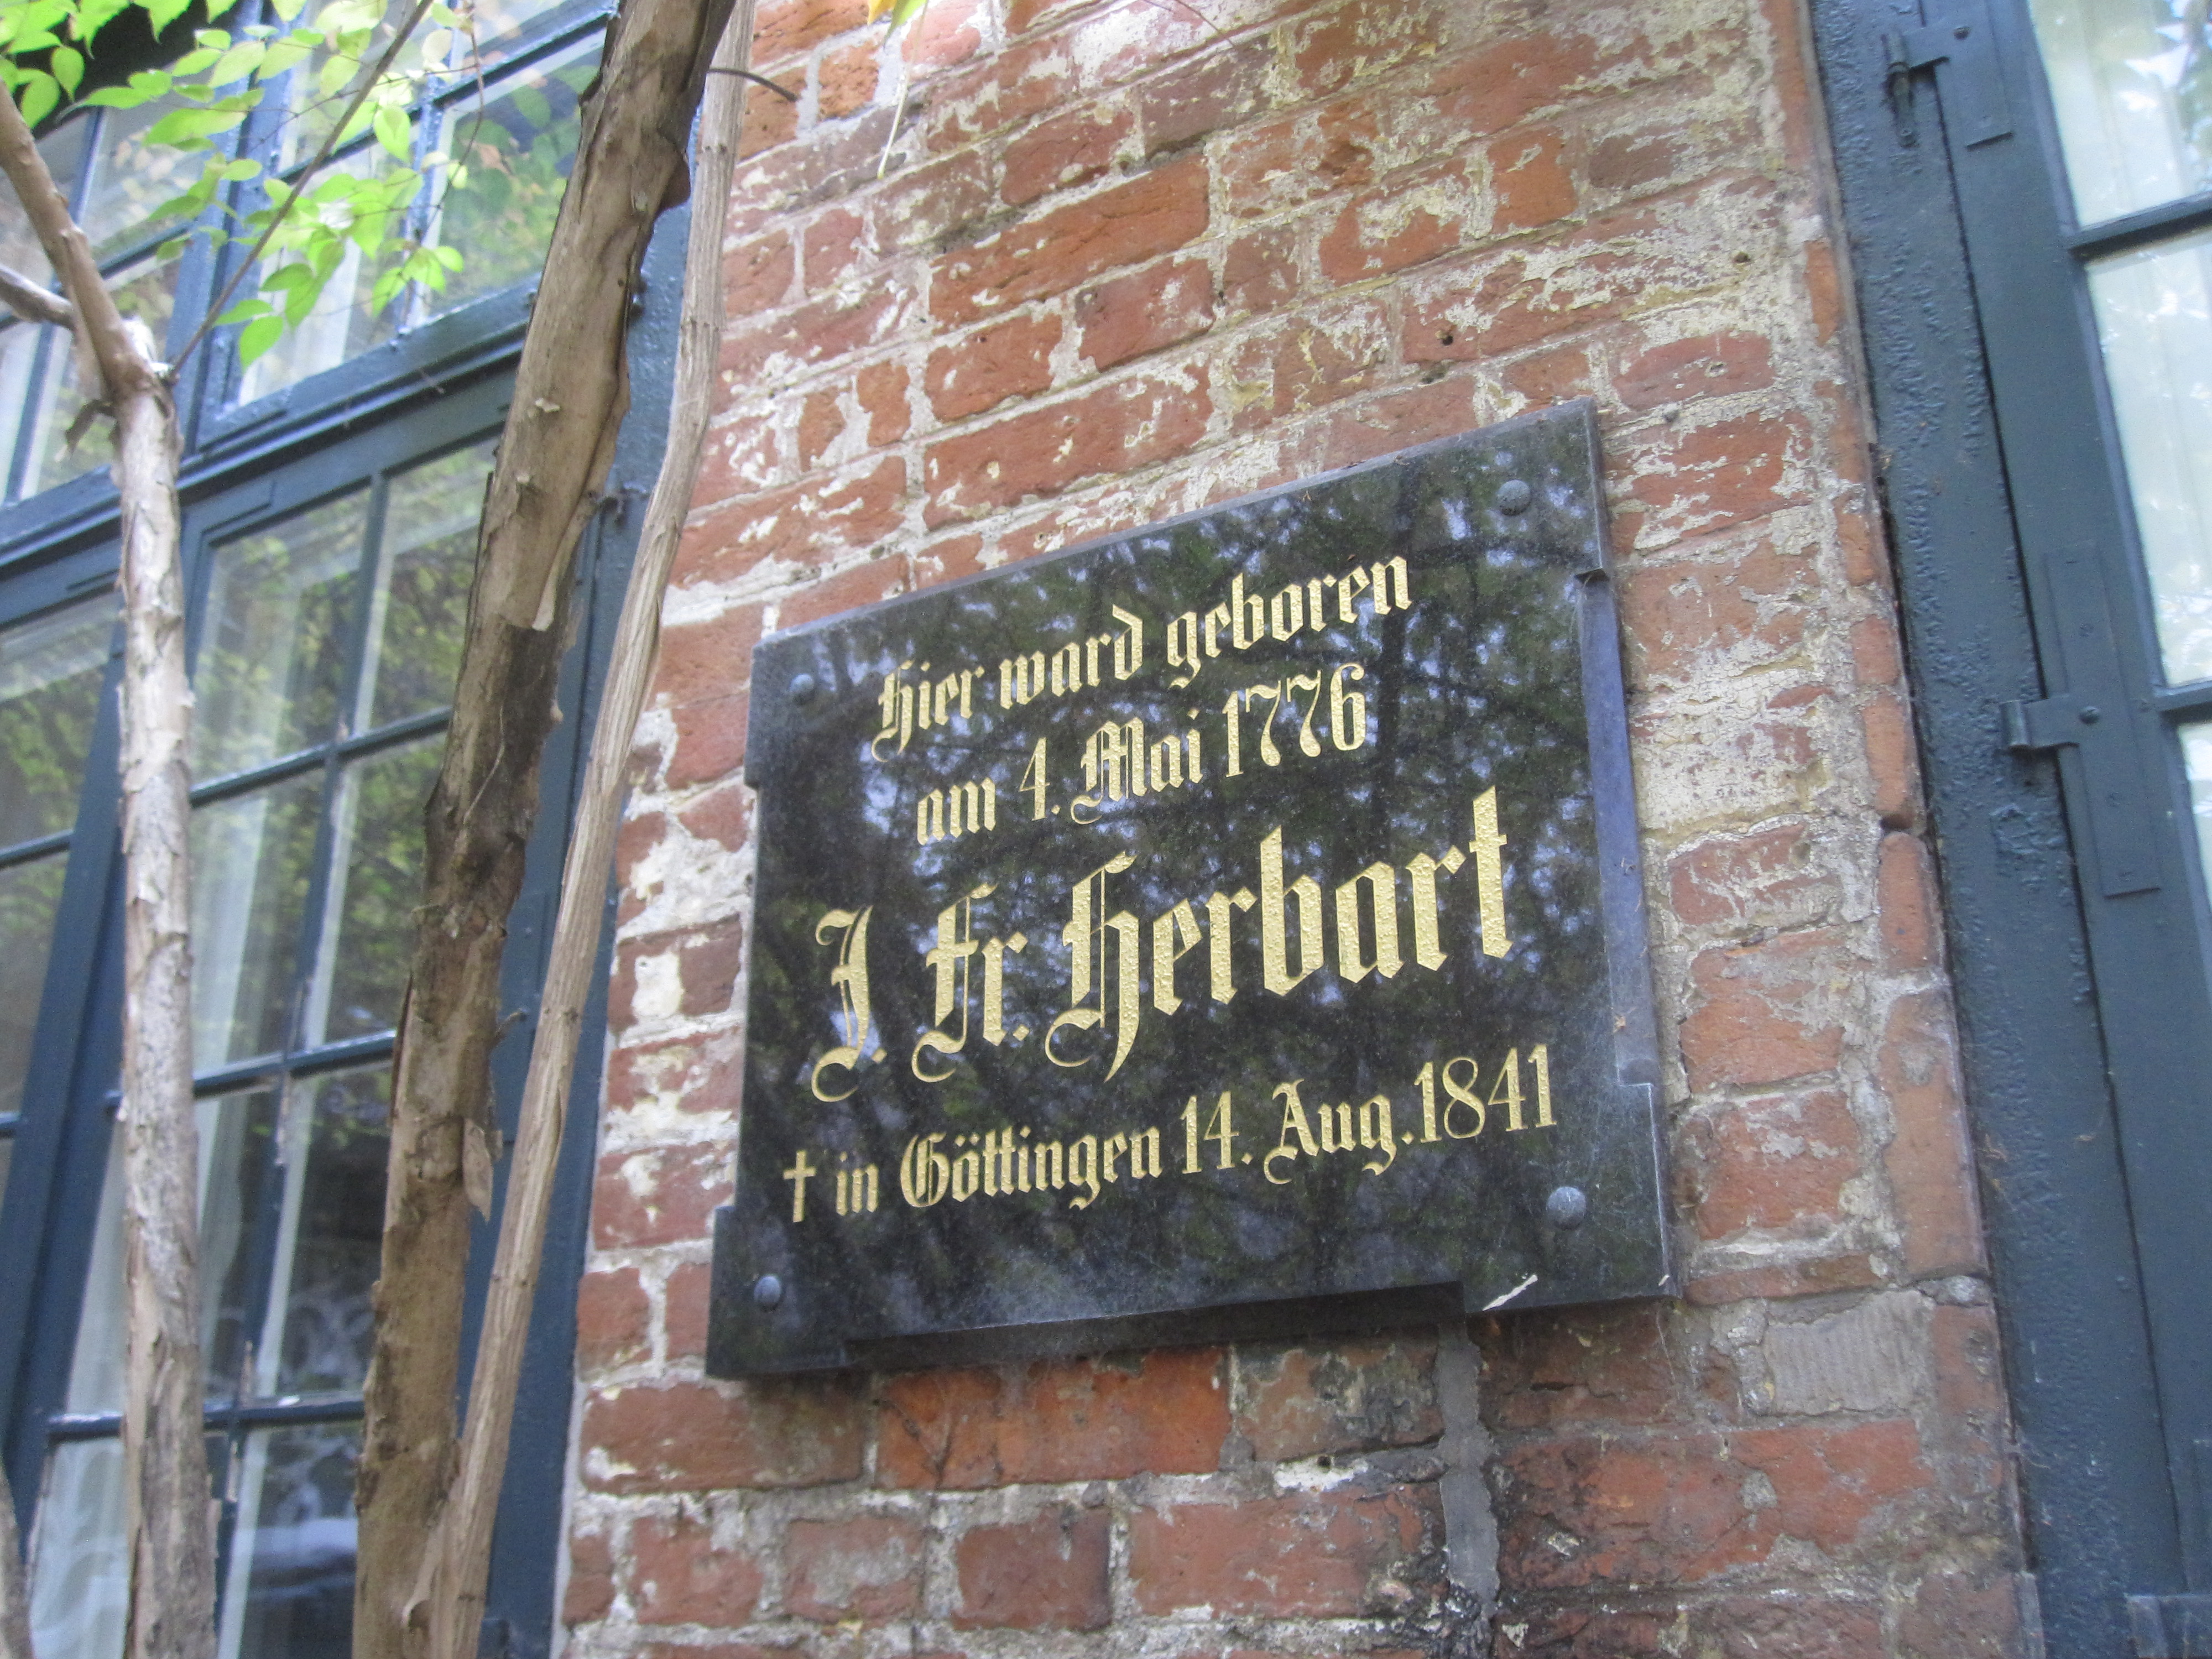 Hier ward geboren
am 4. Mai 1776
J. Fr. Herbart
† in Göttingen 14. Aug. 1841